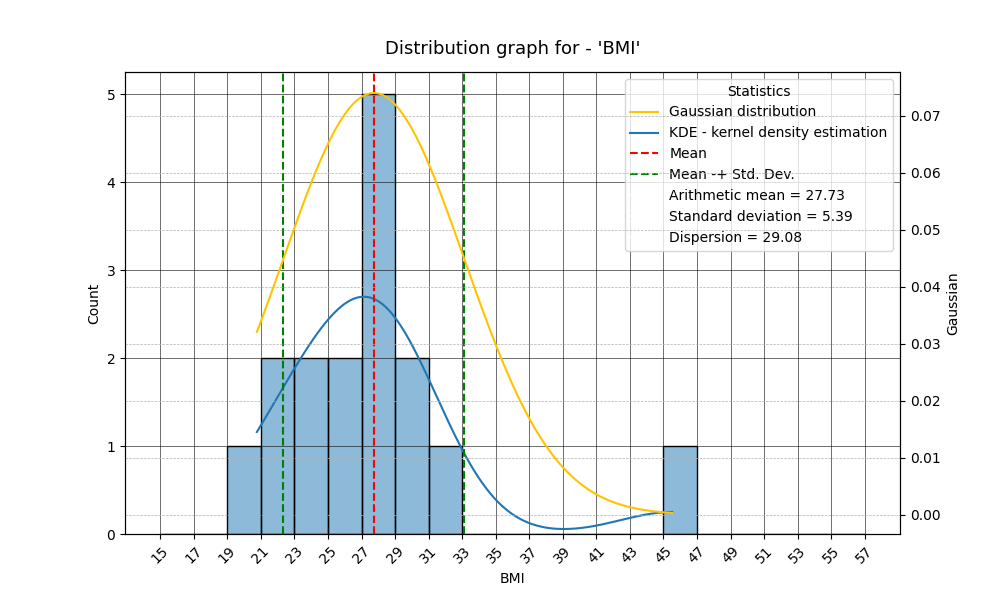 Distribution graph for - 'BMI'
Statistics
Gaussian distribution
KDE - kernel density estimation
Mean
Mean -+ Std. Dev.
Arithmetic mean = 27.73
Standard deviation = 5.39
Dispersion = 29.08
Count
5
4
3
2
1
0
0.07
0.06
0.05
0.04
0.03
0.02
0.01
0.00
Gaussian
15 17 19 21 23 25 27 29 31 33 35 37 39 41 43 45 47 49 51 53 55 57
BMI